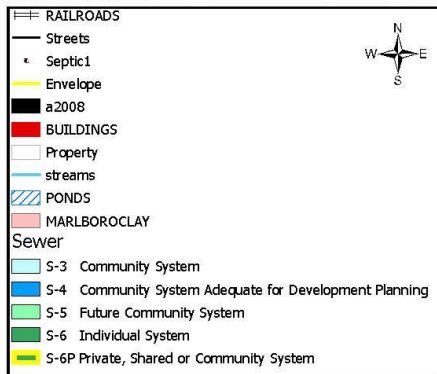 RAILROADS
Streets
Septic1
Envelope
a2008
BUILDINGS
Property
streams
PONDS
MARLBOROCLAY
Sewer
S-3 Community System
S-4 Community System Adequate for Development Planning
S-5 Future Community System
S-6 Individual System
S-6P Private, Shared or Community System
N
W E
S